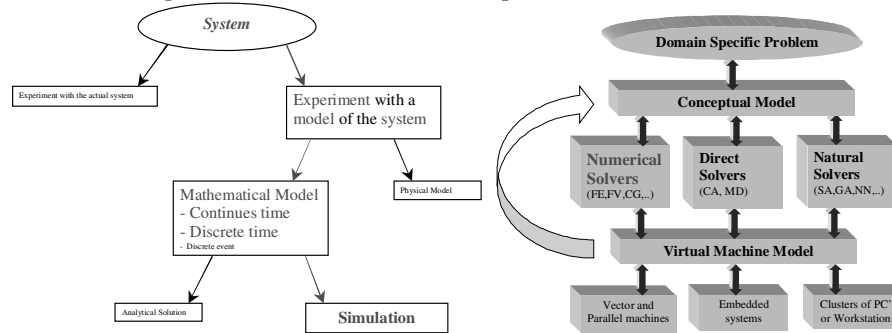 System
Experiment with the actual system
Experiment with a
model of the system
Mathematical Model
- Continues time
- Discrete time
- Discrete event
Physical Model
Analytical Solution
Simulation
Domain Specific Problem
Conceptual Model
Numerical
Solvers
(FE,FV,CG,..)
Direct
Solvers
(CA, MD)
Natural
Solvers
(SA,GA,NN,..)
Virtual Machine Model
Vector and
Parallel machines
Embedded
systems
Clusters of PC'
or Workstation